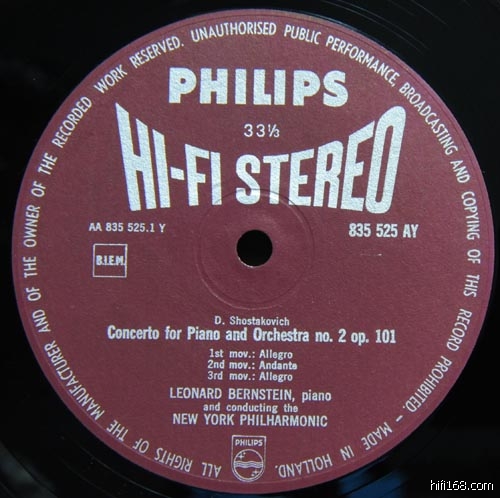 ALL RIGHTS OF THE MANUFACTURER AND OF THE OWNER OF THE RECORDED WORK RESERVED. UNAUTHORISED PUBLIC PERFORMANCE, BROADCASTING AND COPYING OF THIS RECORD PROHIBITED. – MADE IN HOLLAND.
PHILIPS
33⅓
HI-FI STEREO
AA 835 525.1 Y
835 525 AY
B.I.E.M.
D. Shostakovich
Concerto for Piano and Orchestra no. 2 op. 101
1st mov.: Allegro
2nd mov.: Andante
3rd mov.: Allegro
LEONARD BERNSTEIN, piano
and conducting the
NEW YORK PHILHARMONIC
PHILIPS
hifi168.com